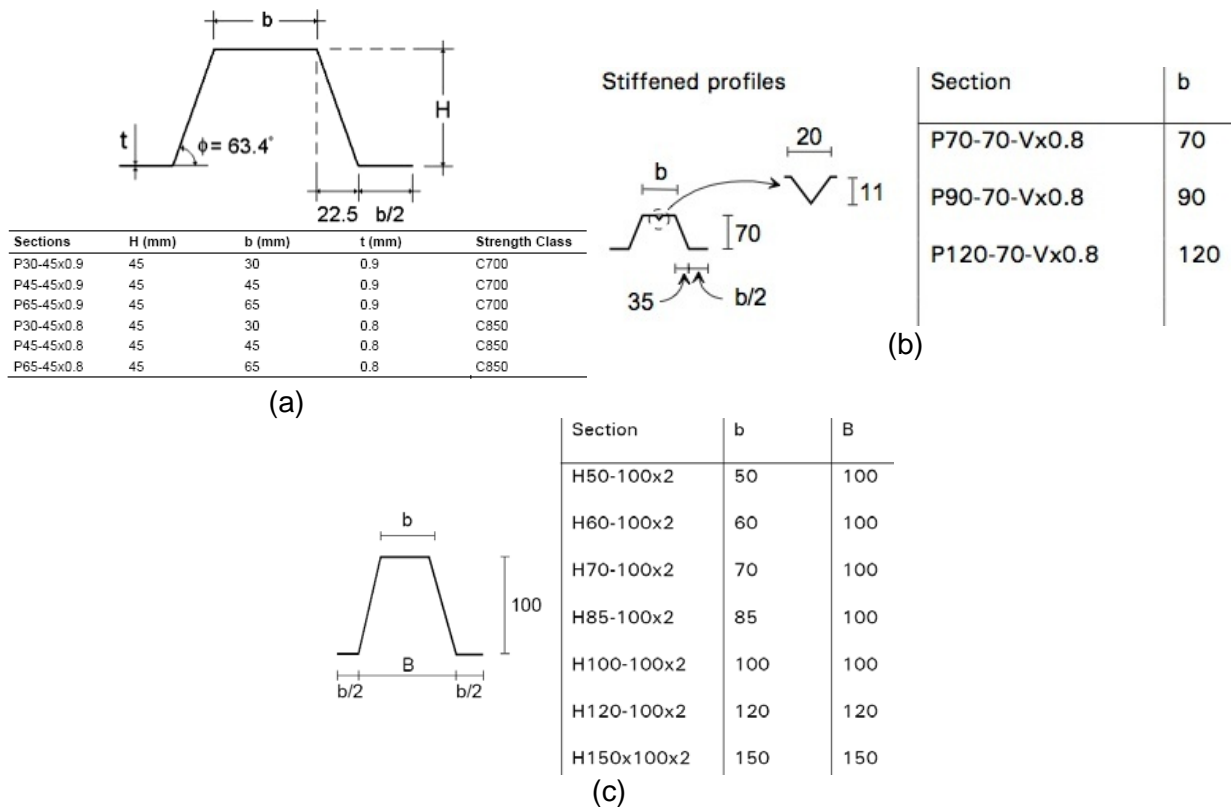 b
H
t
ϕ= 63.4°
22.5 b/2
Sections H (mm) b (mm) t (mm) Strength Class
P30-45x0.9 45 30 0.9 C700
P45-45x0.9 45 45 0.9 C700
P65-45x0.9 45 65 0.9 C700
P30-45x0.8 45 30 0.8 C850
P45-45x0.8 45 45 0.8 C850
P65-45x0.8 45 65 0.8 C850
(a)
Stiffened profiles
20
b
11
70
35 b/2
Section b
P70-70-Vx0.8 70
P90-70-Vx0.8 90
P120-70-Vx0.8 120
(b)
b
100
B
b/2 b/2
Section b B
H50-100x2 50 100
H60-100x2 60 100
H70-100x2 70 100
H85-100x2 85 100
H100-100x2 100 100
H120-100x2 120 120
H150x100x2 150 150
(c)